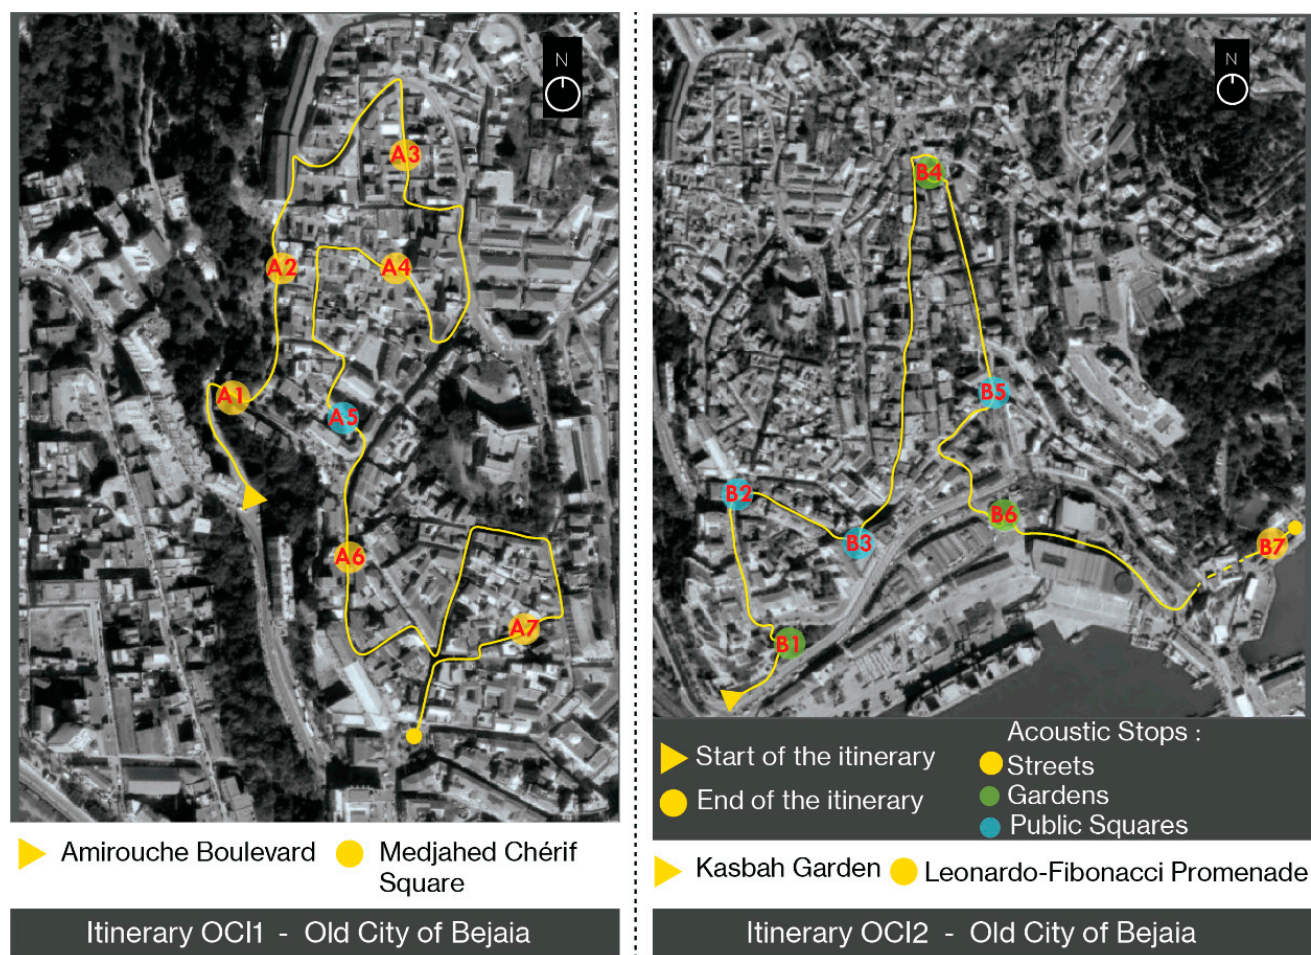 N
A3
A2
A4
A1
A5
A6
A7
Amirouche Boulevard
Medjahed Chérif
Square
Itinerary OCI1 - Old City of Bejaia
N
B4
B5
B2
B6
B3
B7
B1
Start of the itinerary
End of the itinerary
Acoustic Stops :
Streets
Gardens
Public Squares
Kasbah Garden
Leonardo-Fibonacci Promenade
Itinerary OCI2 - Old City of Bejaia